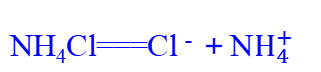 NH₄Cl===Cl⁻ + NH₄⁺